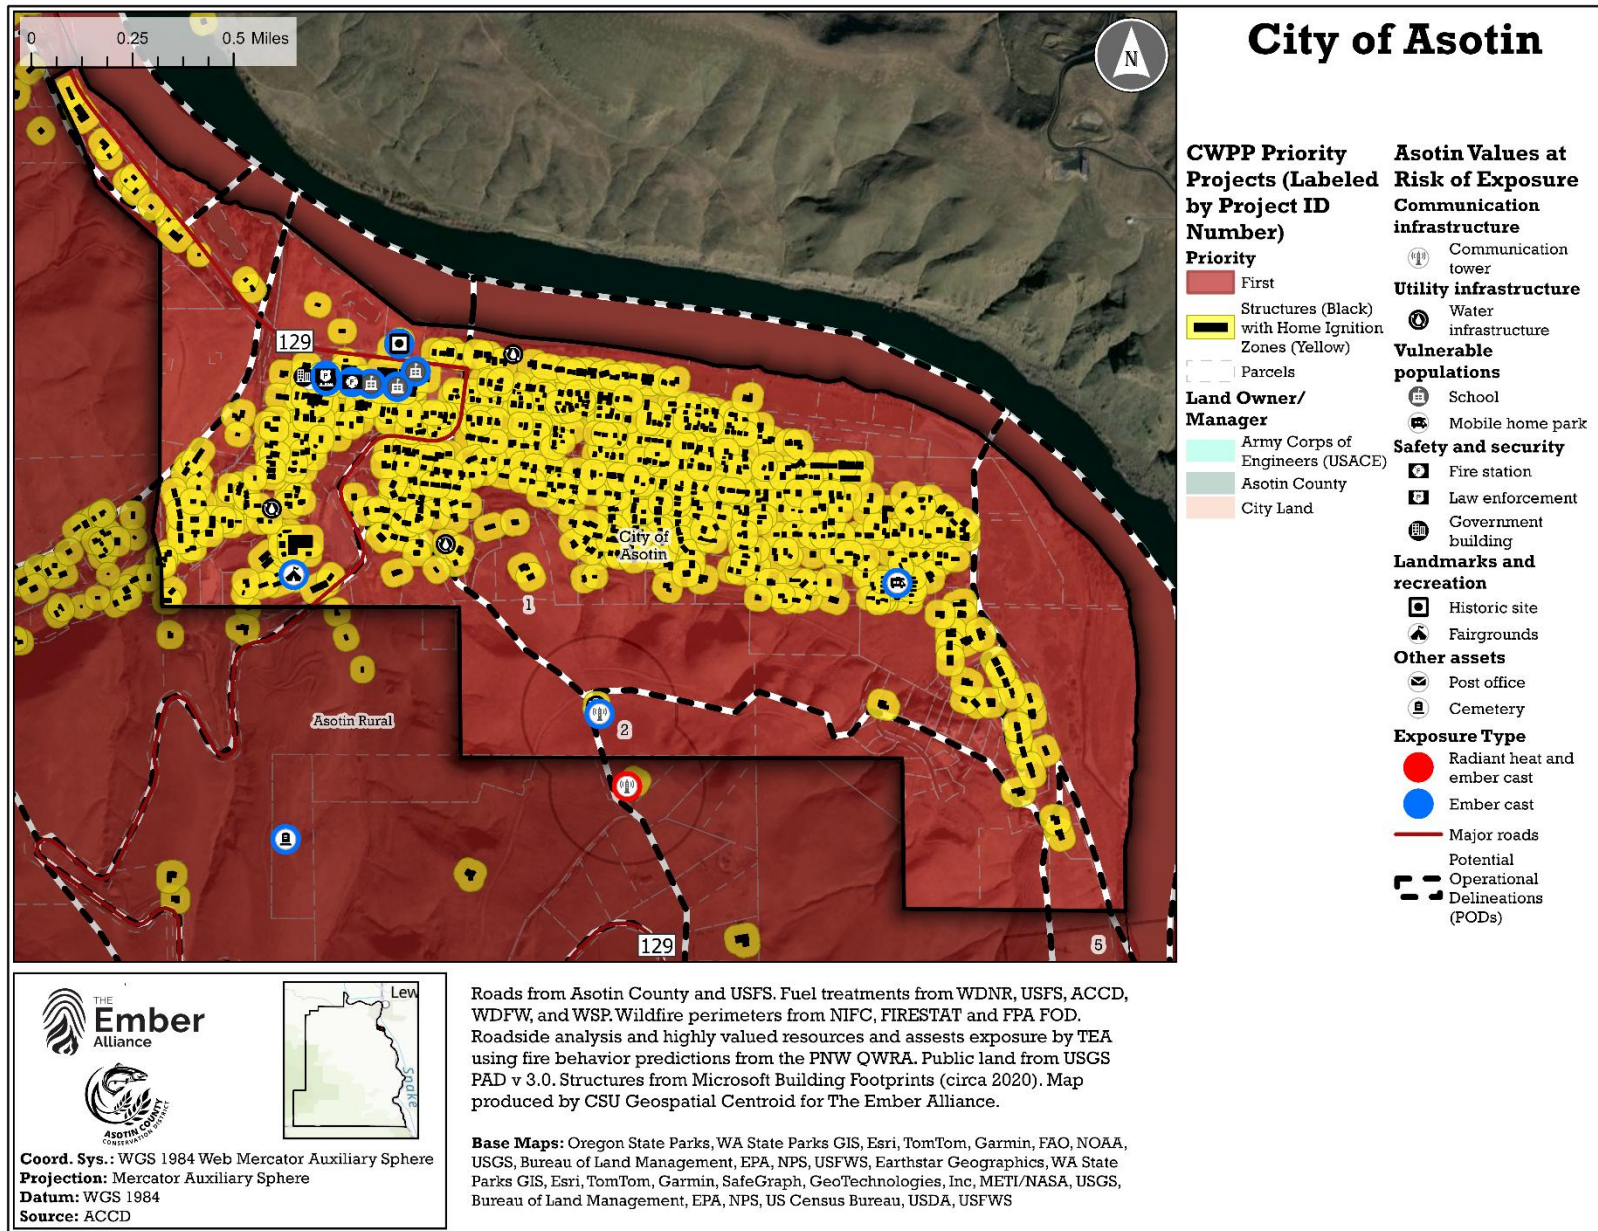 0 0.25 0.5 Miles
N
129
City of
Asotin
1
2
Asotin Rural
129
5
City of Asotin
CWPP Priority
Projects (Labeled
by Project ID
Number)
Priority
First
Structures (Black)
with Home Ignition
Zones (Yellow)
Parcels
Land Owner/
Manager
Army Corps of
Engineers (USACE)
Asotin County
City Land
Asotin Values at
Risk of Exposure
Communication
infrastructure
Communication
tower
Utility infrastructure
Water
infrastructure
Vulnerable
populations
School
Mobile home park
Safety and security
Fire station
Law enforcement
Government
building
Landmarks and
recreation
Historic site
Fairgrounds
Other assets
Post office
Cemetery
Exposure Type
Radiant heat and
ember cast
Ember cast
Major roads
Potential
Operational
Delineations
(PODs)
THE
Ember
Alliance
ASOTIN COUNTY
CONSERVATION DISTRICT
Lew
Snake
Coord. Sys.: WGS 1984 Web Mercator Auxiliary Sphere
Projection: Mercator Auxiliary Sphere
Datum: WGS 1984
Source: ACCD
Roads from Asotin County and USFS. Fuel treatments from WDNR, USFS, ACCD,
WDFW, and WSP. Wildfire perimeters from NIFC, FIRESTAT and FPA FOD.
Roadside analysis and highly valued resources and assests exposure by TEA
using fire behavior predictions from the PNW QWRA. Public land from USGS
PAD v 3.0. Structures from Microsoft Building Footprints (circa 2020). Map
produced by CSU Geospatial Centroid for The Ember Alliance.
Base Maps: Oregon State Parks, WA State Parks GIS, Esri, TomTom, Garmin, FAO, NOAA,
USGS, Bureau of Land Management, EPA, NPS, USFWS, Earthstar Geographics, WA State
Parks GIS, Esri, TomTom, Garmin, SafeGraph, GeoTechnologies, Inc, METI/NASA, USGS,
Bureau of Land Management, EPA, NPS, US Census Bureau, USDA, USFWS